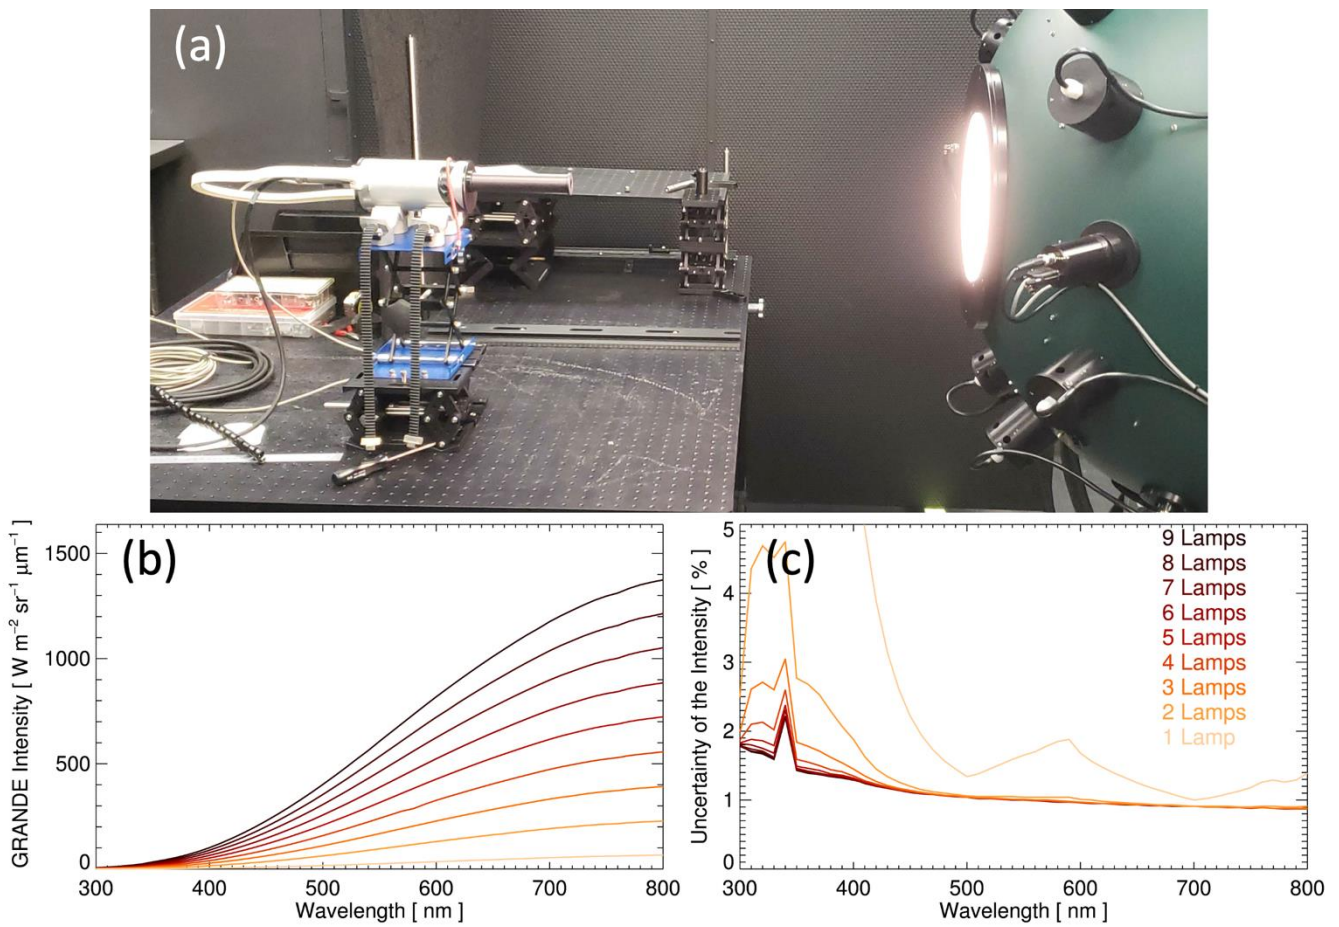 (a)
(b)
GRANDE Intensity [ W m⁻² sr⁻¹ μm⁻¹ ]
1500
1000
500
0
300 400 500 600 700 800
Wavelength [ nm ]
(c)
Uncertainty of the Intensity [ % ]
5
4
3
2
1
0
9 Lamps
8 Lamps
7 Lamps
6 Lamps
5 Lamps
4 Lamps
3 Lamps
2 Lamps
1 Lamp
300 400 500 600 700 800
Wavelength [ nm ]